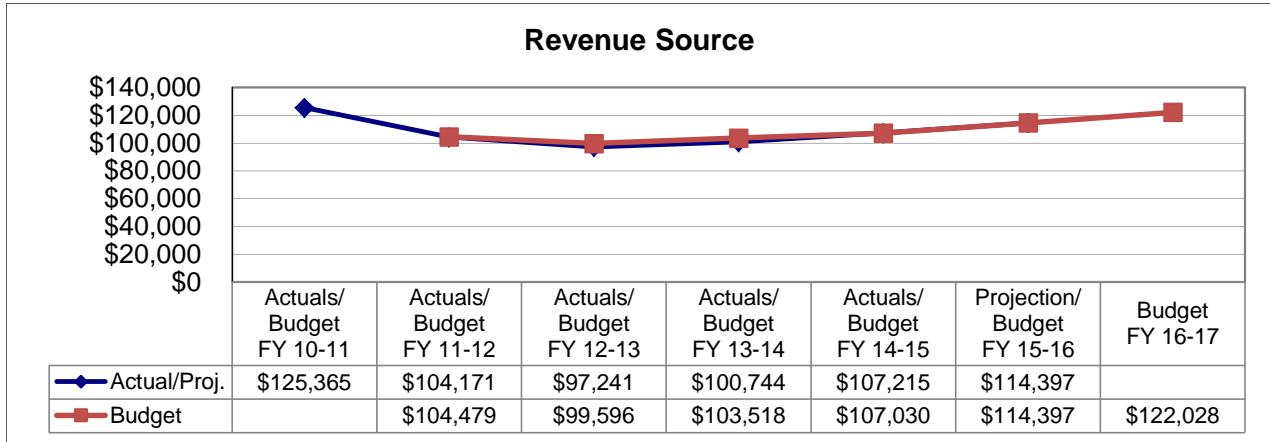 Revenue Source
$140,000
$120,000
$100,000
$80,000
$60,000
$40,000
$20,000
$0
Actuals/ Actuals/ Actuals/ Actuals/ Actuals/ Projection/ Budget
Budget Budget Budget Budget Budget Budget FY 16-17
FY 10-11 FY 11-12 FY 12-13 FY 13-14 FY 14-15 FY 15-16
Actual/Proj. $125,365 $104,171 $97,241 $100,744 $107,215 $114,397
Budget $104,479 $99,596 $103,518 $107,030 $114,397 $122,028